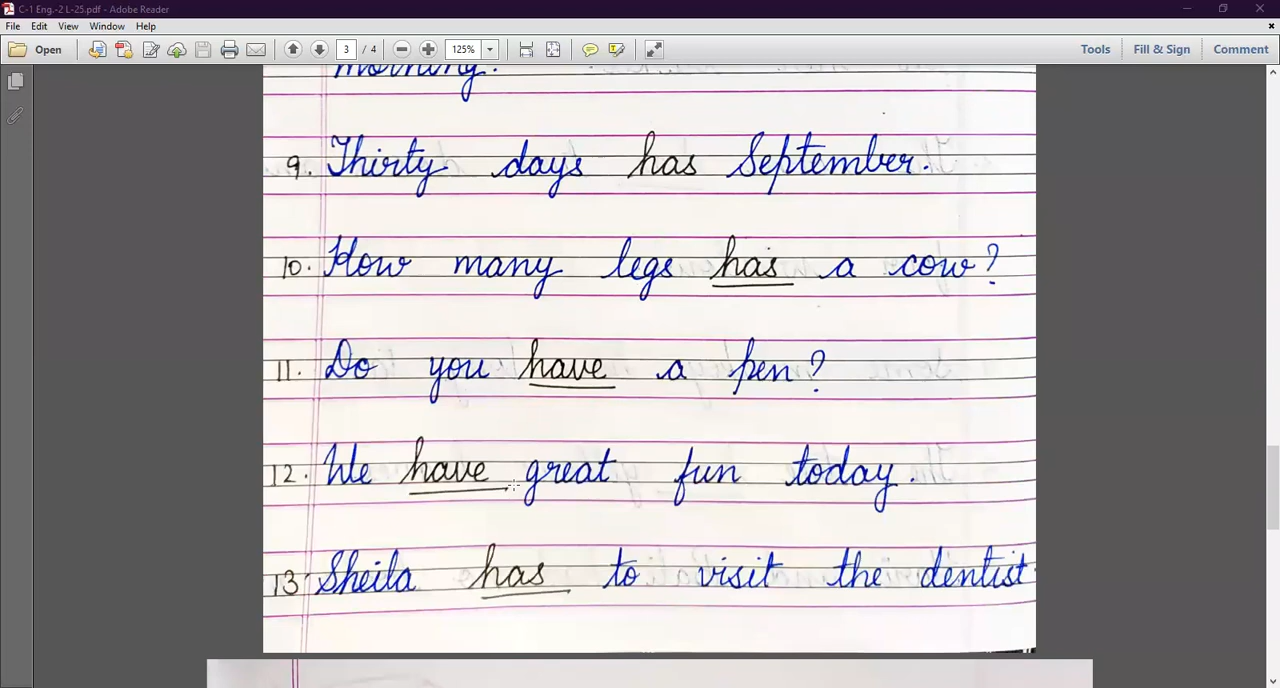 C-1 Eng.-2 L-25.pdf - Adobe Reader
File Edit View Window Help
Open 3 / 4 125% Tools Fill & Sign Comment
morning.
9. Thirty days has September.
10. How many legs has a cow?
11. Do you have a pen?
12. We have great fun today.
13 Sheila has to visit the dentist.